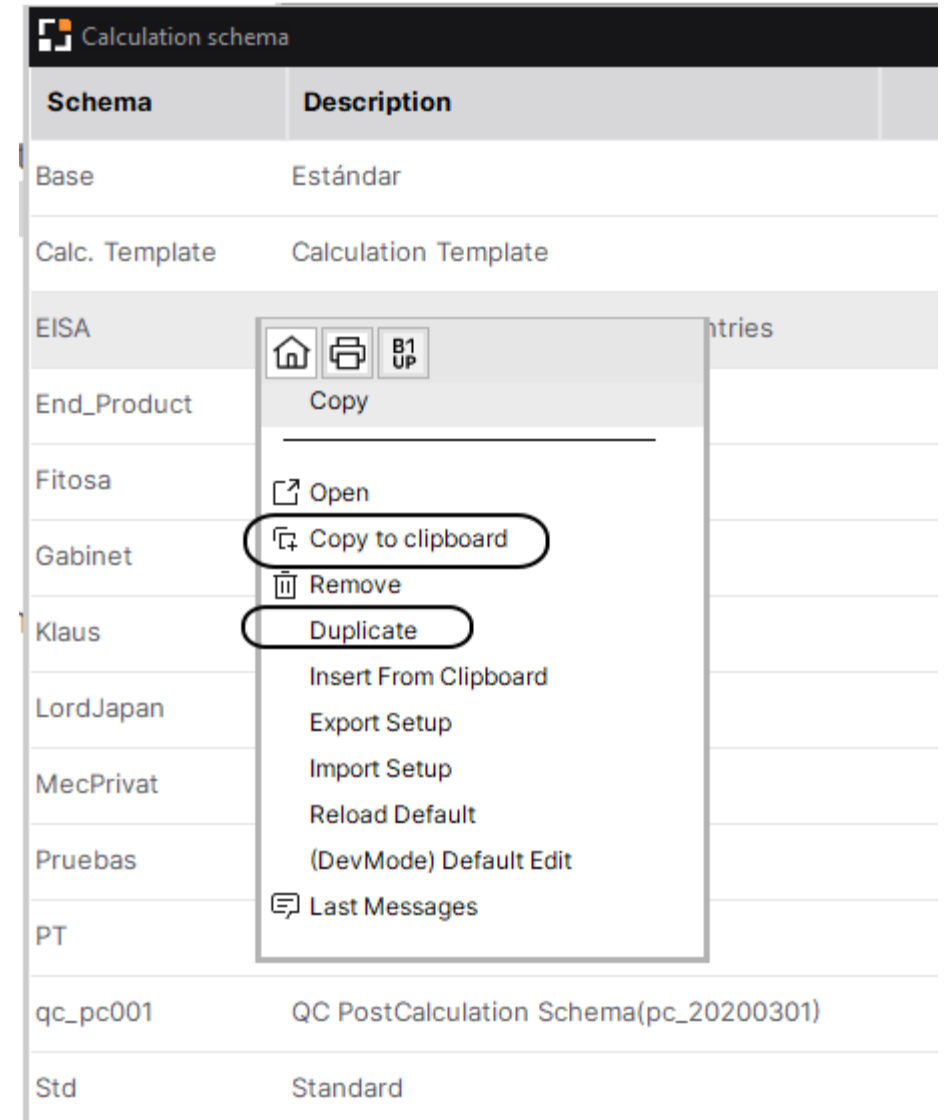 Calculation schema
Schema Description
Base Estándar
Calc. Template Calculation Template
EISA ntries
B1 UP
Copy
End_Product
Fitosa
Open
Copy to clipboard
Gabinet
Remove
Klaus Duplicate
Insert From Clipboard
LordJapan
Export Setup
Import Setup
MecPrivat
Reload Default
Pruebas (DevMode) Default Edit
Last Messages
PT
qc_pc001 QC PostCalculation Schema(pc_20200301)
Std Standard